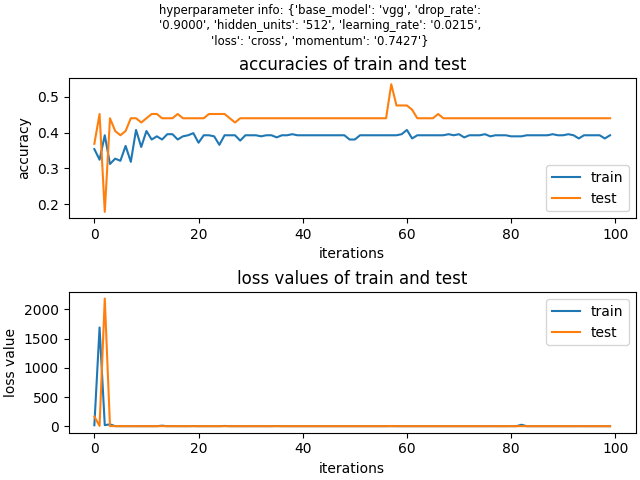 hyperparameter info: {'base_model': 'vgg', 'drop_rate':
'0.9000', 'hidden_units': '512', 'learning_rate': '0.0215',
'loss': 'cross', 'momentum': '0.7427'}
accuracies of train and test
0.5
0.4
0.3
0.2
accuracy
train
test
0 20 40 60 80 100
iterations
loss values of train and test
2000
1500
1000
500
0
loss value
train
test
0 20 40 60 80 100
iterations